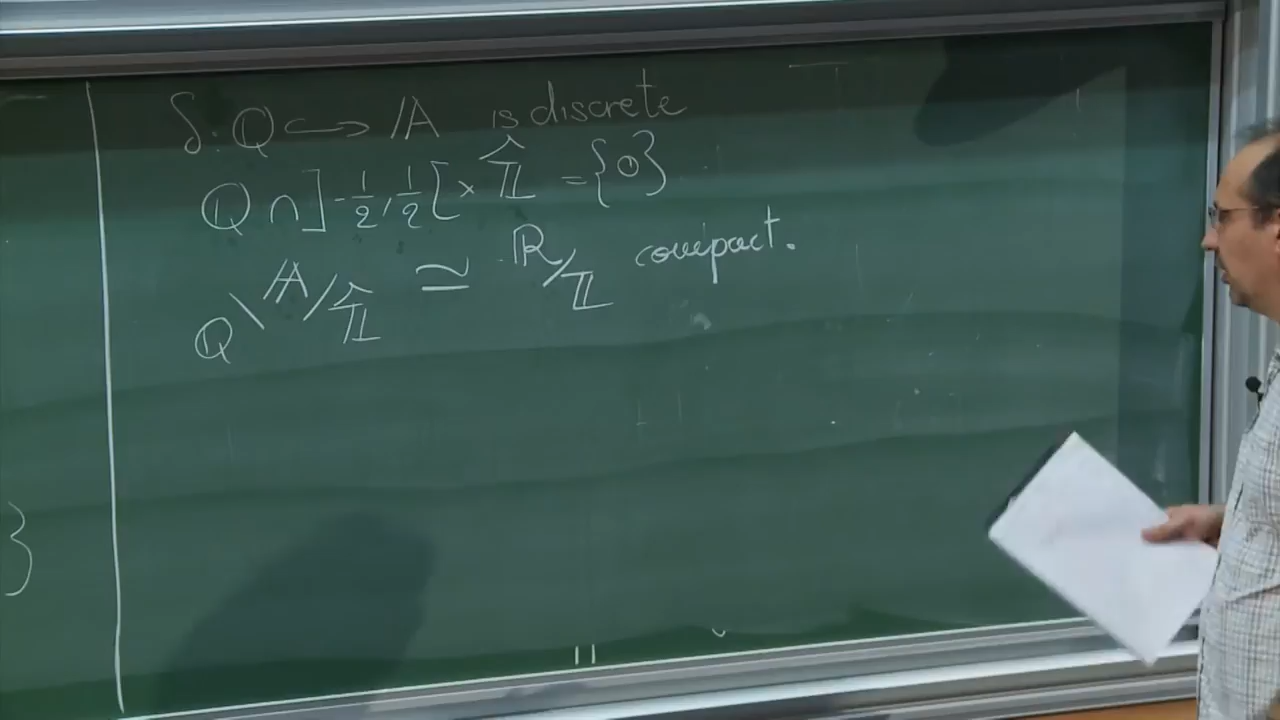 δ: ℚ ↪ 𝔸 is discrete
ℚ ∩ ]-1/2, 1/2[ × ℤ̂ = {0}
ℚ \ 𝔸 / ℤ̂ ≃ ℝ/ℤ compact.
}